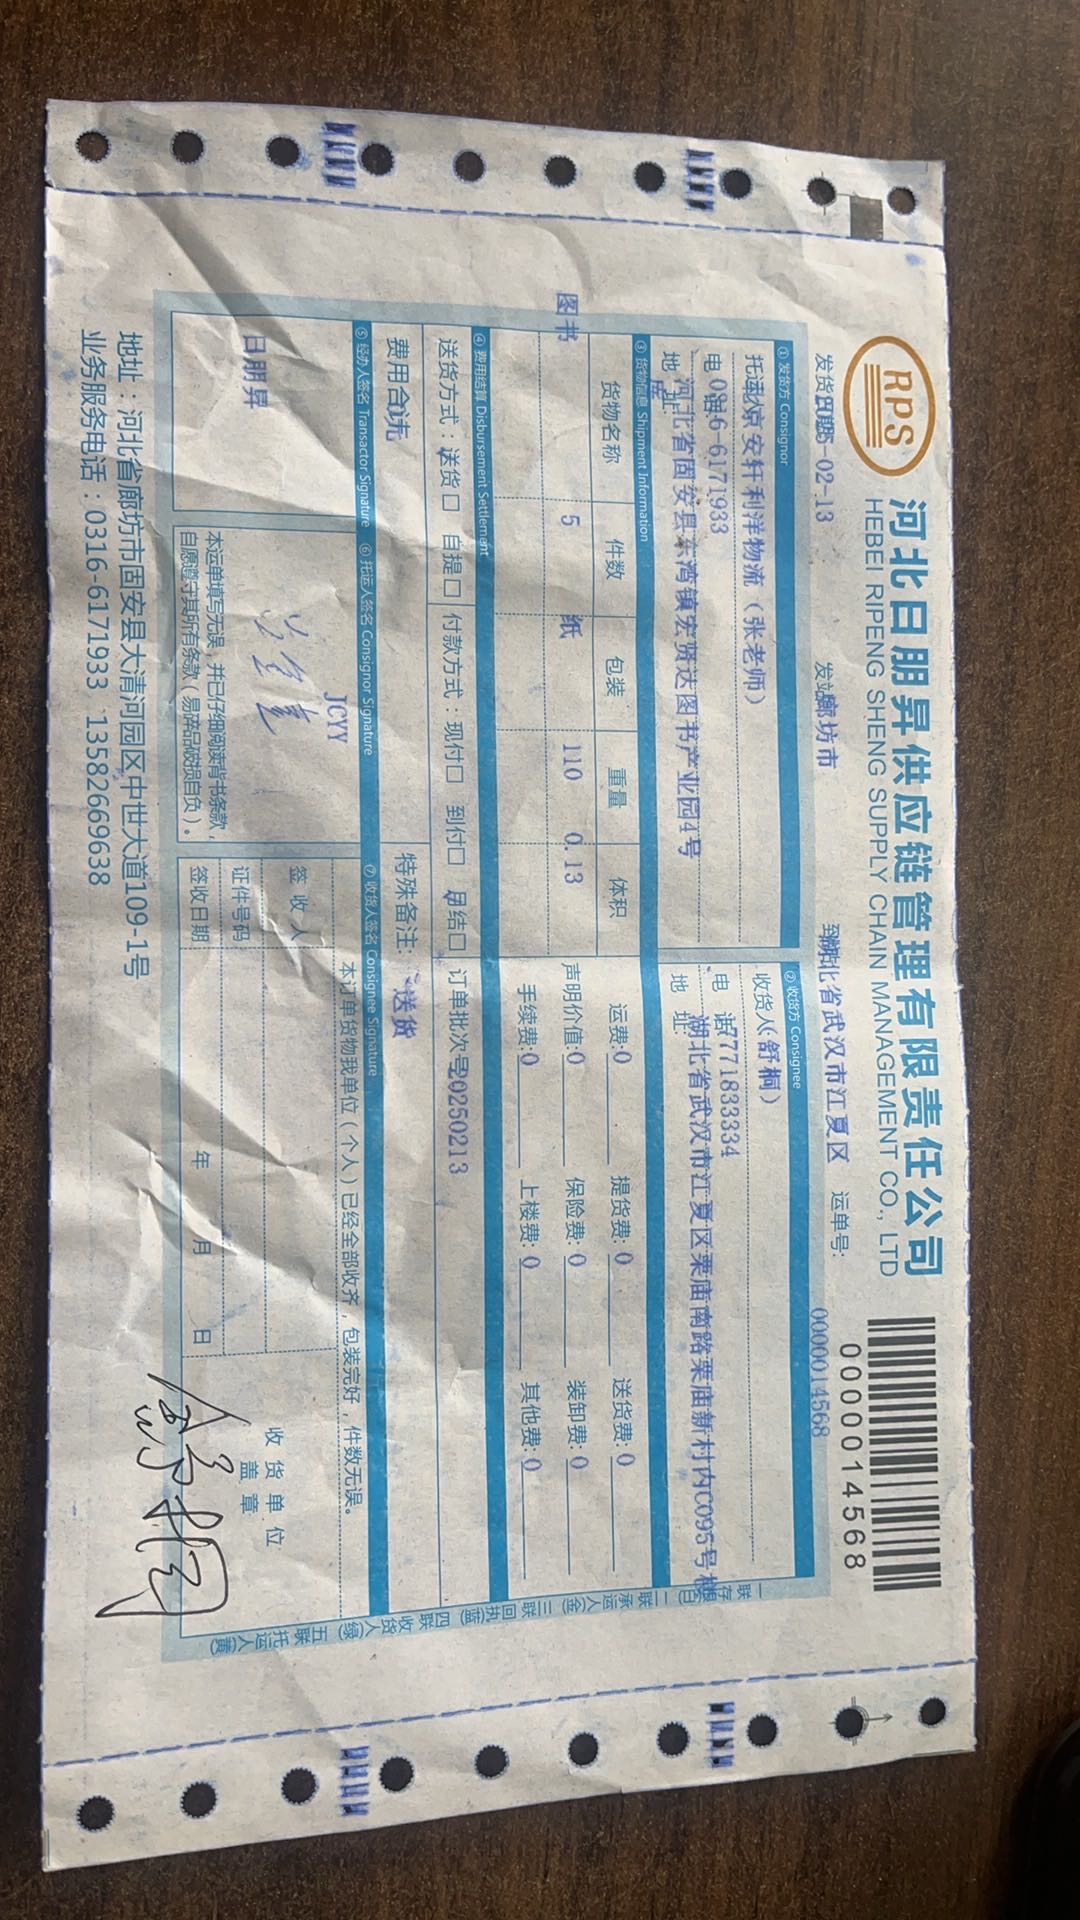 RPS
河北日朋昇供应链管理有限责任公司
HEBEI RIPENG SHENG SUPPLY CHAIN MANAGEMENT CO., LTD
0000014568
发货日期 2025-02-13 发站:廊坊市 到站:湖北省武汉市江夏区 运单号: 0000014568
①发货方 Consignor
托运人:北京安轩利洋物流（张老师）
电话 0316-6171933
地址 河北省固安县东湾镇宏贤达图书产业园4号
②收货方 Consignee
收货人（舒桐）
电话 17771833334
地址 湖北省武汉市江夏区栗庙南路栗庙新村内C095号
③货物信息 Shipment Information
货物名称 件数 包装 重量 体积
图书 5 纸 110 0.13
运费:0 提货费:0 送货费:0
声明价值:0 保险费:0 装卸费:0
手续费:0 上楼费:0 其他费:0
④费用结算 Disbursement Settlement
送货方式：送货□ 自提□ 付款方式：现付□ 到付□ 月结□ 订单批次号20250213
费用合计 特殊备注： 送货
⑤经办人签名 Transactor Signature ⑥托运人签名 Consignor Signature ⑦收货人签名 Consignee Signature
日朋昇
JCYY
本运单填写无误，并已仔细阅读背书条款，
自愿遵守其所有条款（易碎品破损自负）。
本订单货物我单位（个人）已经全部收齐，包装完好，件数无误。
签收人
证件号码
签收日期 年 月 日
收货单位
盖章
一联存根(白) 二联承运人(金) 三联回执(蓝) 四联收货人(绿) 五联托运人(黄)
地址：河北省廊坊市固安县大清河园区中世大道109-1号
业务服务电话：0316-6171933 13582669638